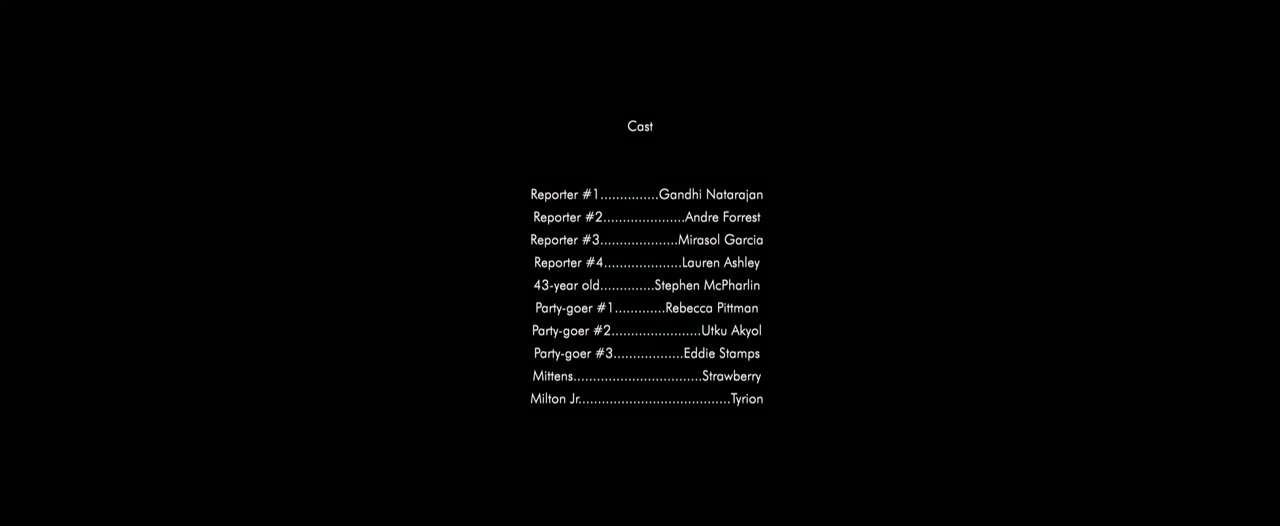 Cast
Reporter #1...............Gandhi Natarajan
Reporter #2.....................Andre Forrest
Reporter #3....................Mirasol Garcia
Reporter #4....................Lauren Ashley
43-year old..............Stephen McPharlin
Party-goer #1.............Rebecca Pittman
Party-goer #2.......................Utku Akyol
Party-goer #3..................Eddie Stamps
Mittens.................................Strawberry
Milton Jr.......................................Tyrion